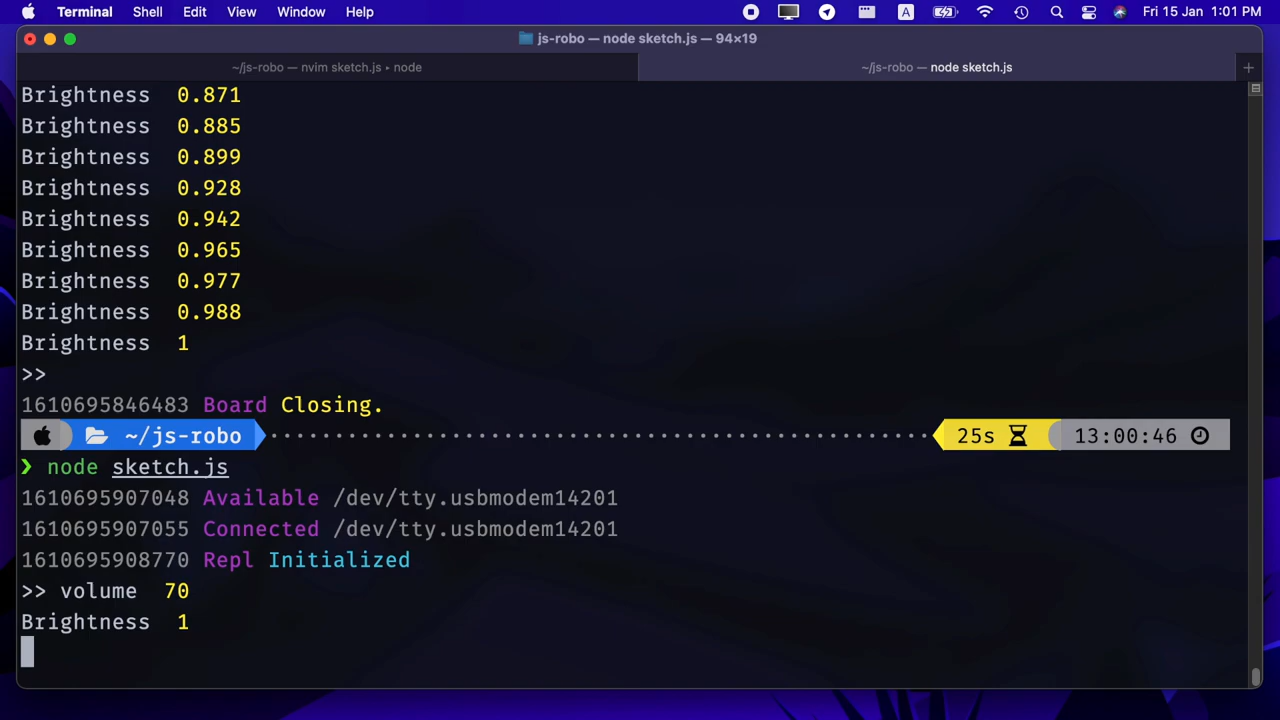 Terminal Shell Edit View Window Help A Fri 15 Jan 1:01 PM
js-robo — node sketch.js — 94×19
~/js-robo — nvim sketch.js ▸ node ~/js-robo — node sketch.js +
Brightness 0.871
Brightness 0.885
Brightness 0.899
Brightness 0.928
Brightness 0.942
Brightness 0.965
Brightness 0.977
Brightness 0.988
Brightness 1
>>
1610695846483 Board Closing.
~/js-robo 25s 13:00:46
❯ node sketch.js
1610695907048 Available /dev/tty.usbmodem14201
1610695907055 Connected /dev/tty.usbmodem14201
1610695908770 Repl Initialized
>> volume 70
Brightness 1